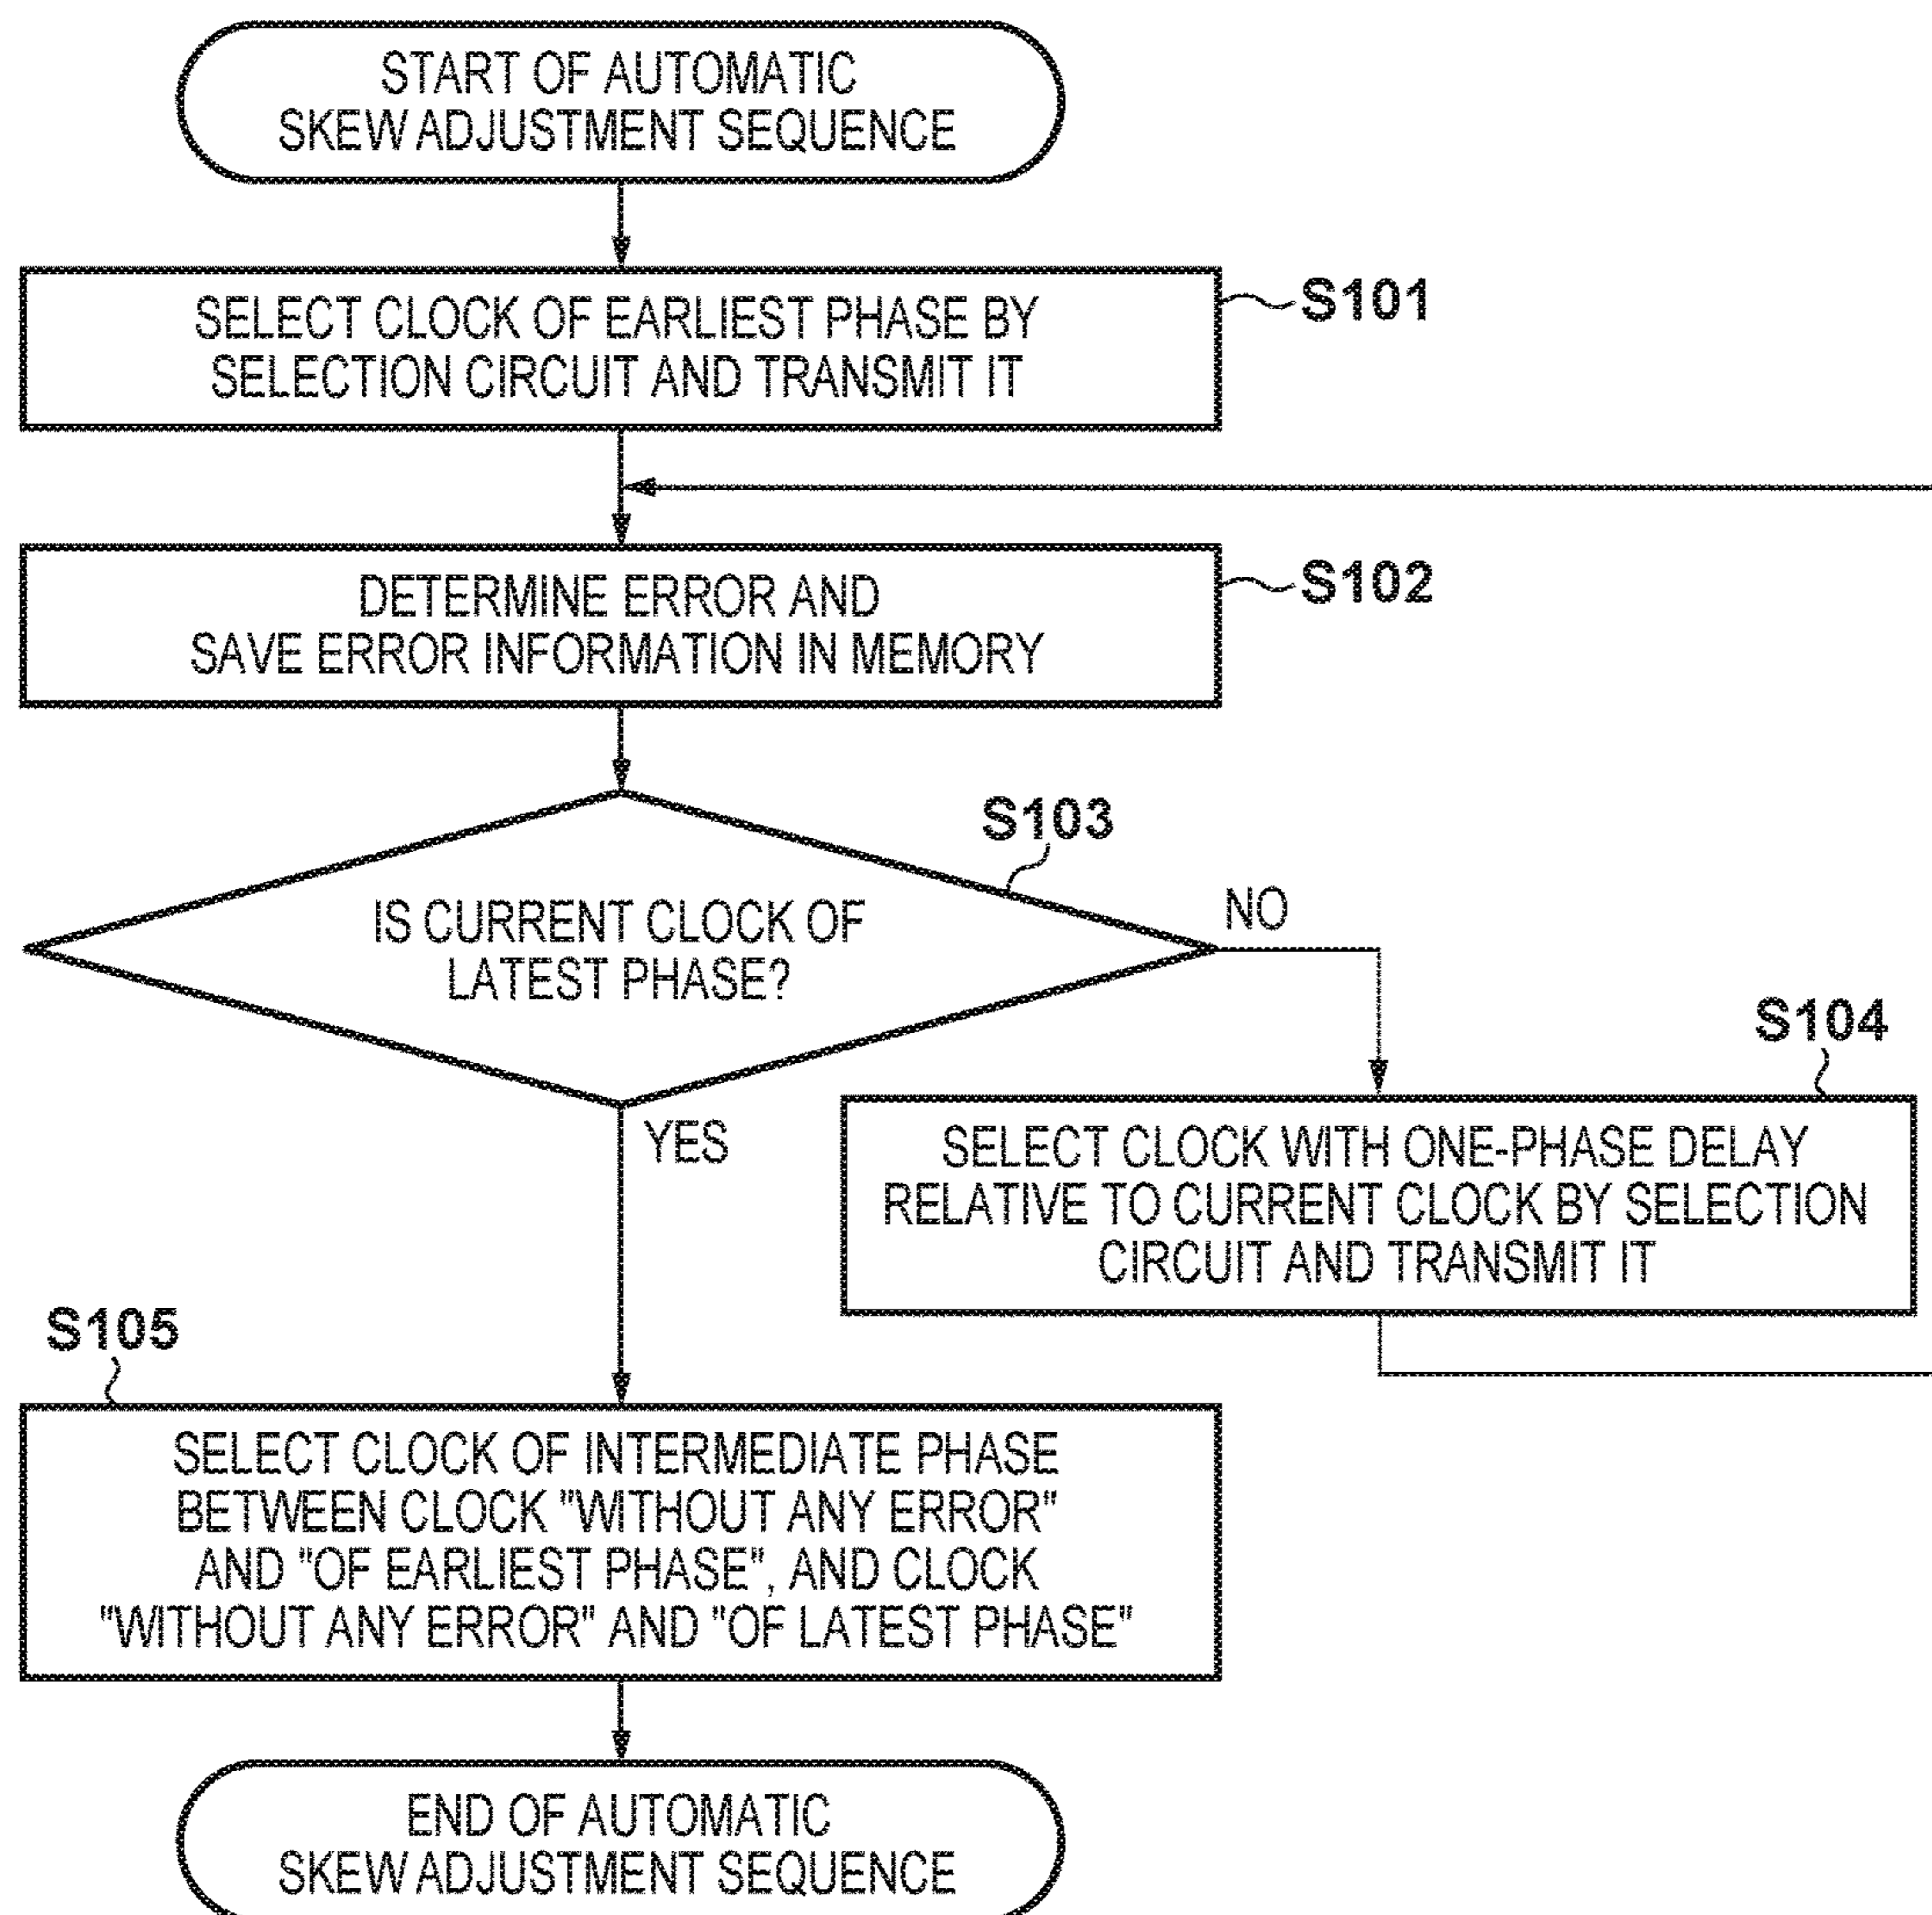 START OF AUTOMATIC
SKEW ADJUSTMENT SEQUENCE
SELECT CLOCK OF EARLIEST PHASE BY
SELECTION CIRCUIT AND TRANSMIT IT
S101
DETERMINE ERROR AND
SAVE ERROR INFORMATION IN MEMORY
S102
S103
IS CURRENT CLOCK OF
LATEST PHASE?
NO
YES
S104
SELECT CLOCK WITH ONE-PHASE DELAY
RELATIVE TO CURRENT CLOCK BY SELECTION
CIRCUIT AND TRANSMIT IT
S105
SELECT CLOCK OF INTERMEDIATE PHASE
BETWEEN CLOCK "WITHOUT ANY ERROR"
AND "OF EARLIEST PHASE", AND CLOCK
"WITHOUT ANY ERROR" AND "OF LATEST PHASE"
END OF AUTOMATIC
SKEW ADJUSTMENT SEQUENCE